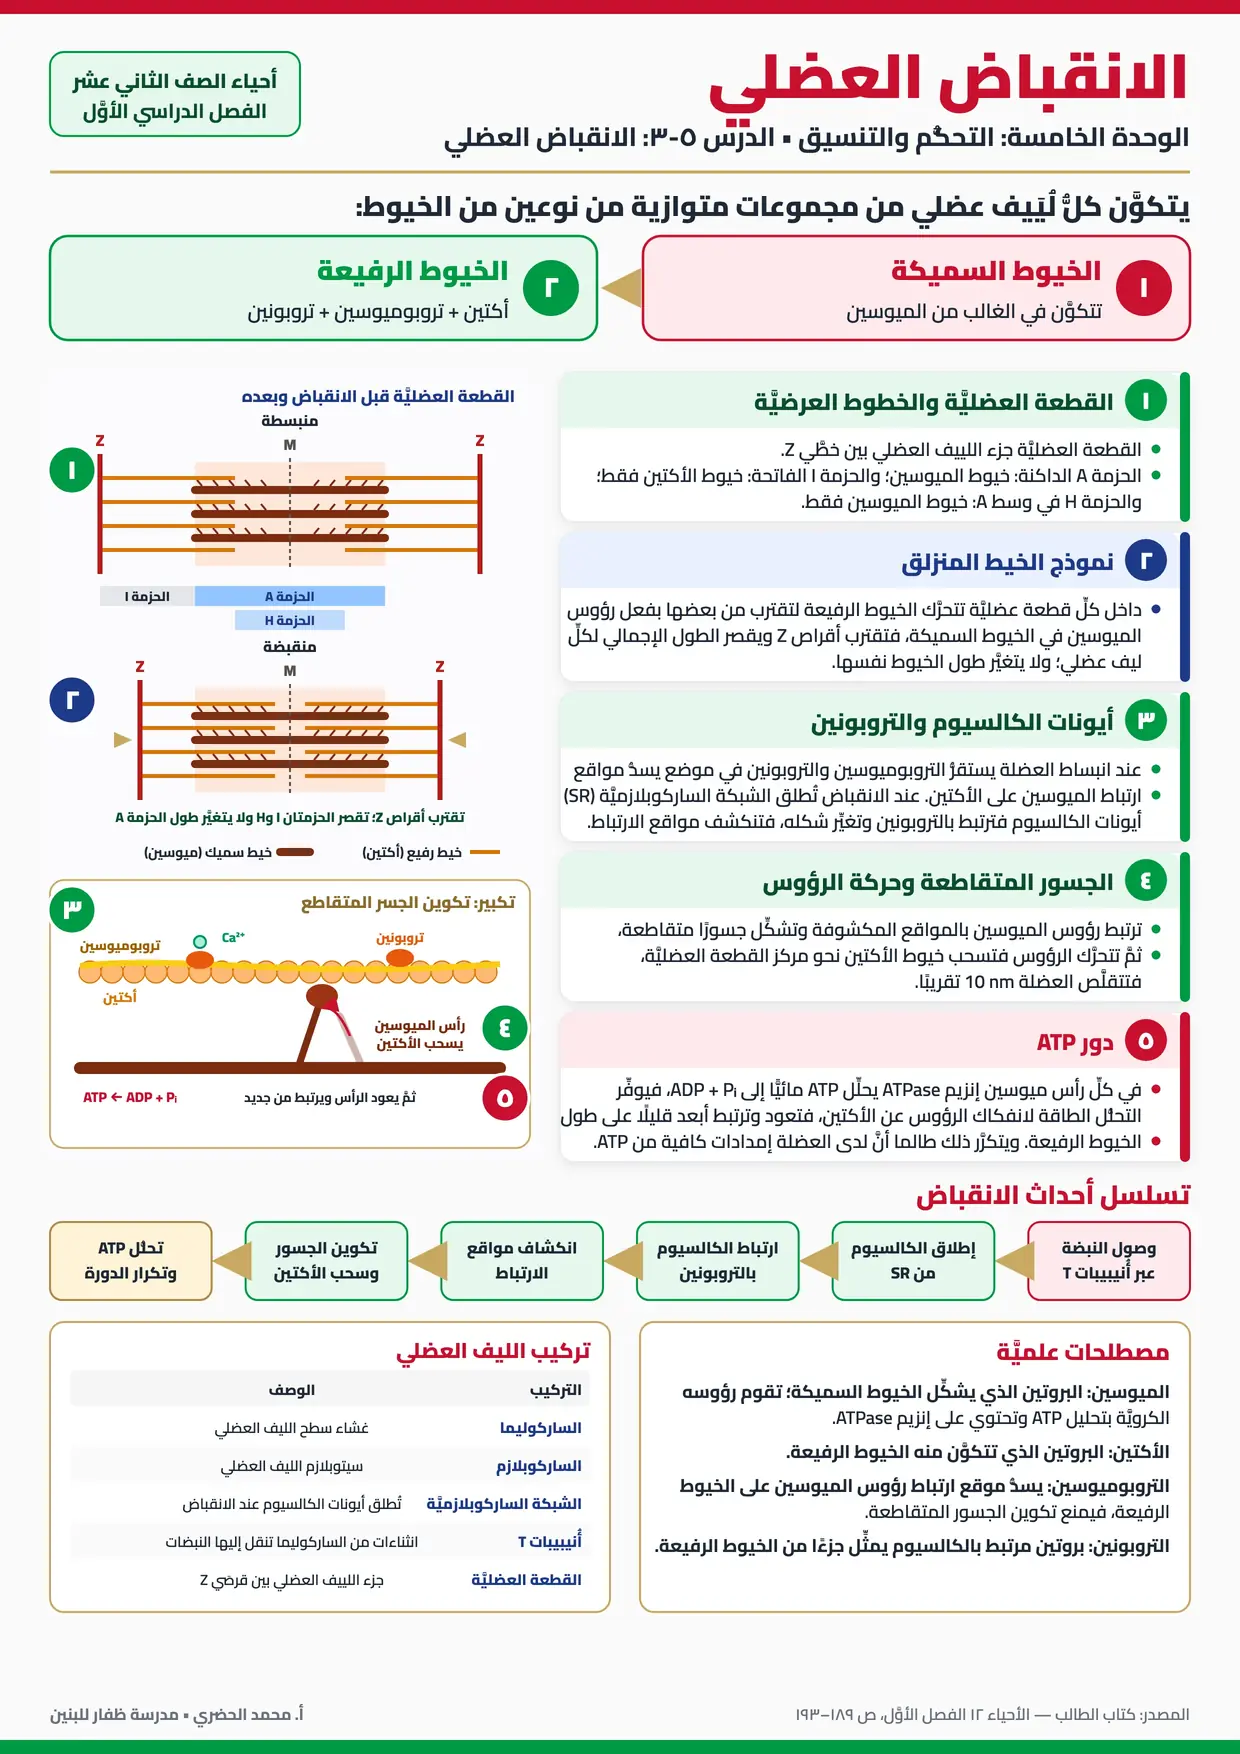 الانقباض العضلي
أحياء الصف الثاني عشر
الفصل الدراسي الأوَّل
الوحدة الخامسة: التحكُّم والتنسيق • الدرس ٥-٣: الانقباض العضلي
يتكوَّن كلُّ لُيَيف عضلي من مجموعات متوازية من نوعين من الخيوط:
١
الخيوط السميكة
تتكوَّن في الغالب من الميوسين
٢
الخيوط الرفيعة
أكتين + تروبوميوسين + تروبونين
١
القطعة العضليَّة والخطوط العرضيَّة
القطعة العضليَّة جزء اللييف العضلي بين خطَّي Z.
الحزمة A الداكنة: خيوط الميوسين؛ والحزمة I الفاتحة: خيوط الأكتين فقط؛
والحزمة H في وسط A: خيوط الميوسين فقط.
٢
نموذج الخيط المنزلق
داخل كلِّ قطعة عضليَّة تتحرَّك الخيوط الرفيعة لتقترب من بعضها بفعل رؤوس
الميوسين في الخيوط السميكة، فتقترب أقراص Z ويقصر الطول الإجمالي لكلِّ
ليف عضلي؛ ولا يتغيَّر طول الخيوط نفسها.
٣
أيونات الكالسيوم والتروبونين
عند انبساط العضلة يستقرُّ التروبوميوسين والتروبونين في موضع يسدُّ مواقع
ارتباط الميوسين على الأكتين. عند الانقباض تُطلق الشبكة الساركوبلازميَّة (SR)
أيونات الكالسيوم فترتبط بالتروبونين وتغيِّر شكله، فتنكشف مواقع الارتباط.
٤
الجسور المتقاطعة وحركة الرؤوس
ترتبط رؤوس الميوسين بالمواقع المكشوفة وتشكِّل جسورًا متقاطعة،
ثمَّ تتحرَّك الرؤوس فتسحب خيوط الأكتين نحو مركز القطعة العضليَّة،
فتتقلَّص العضلة 10 nm تقريبًا.
٥
دور ATP
في كلِّ رأس ميوسين إنزيم ATPase يحلِّل ATP مائيًّا إلى ADP + Pᵢ، فيوفِّر
التحلُّل الطاقة لانفكاك الرؤوس عن الأكتين، فتعود وترتبط أبعد قليلًا على طول
الخيوط الرفيعة. ويتكرَّر ذلك طالما أنَّ لدى العضلة إمدادات كافية من ATP.
القطعة العضليَّة قبل الانقباض وبعده
منبسطة
Z
M
Z
١
الحزمة A
الحزمة I
الحزمة H
منقبضة
Z
M
Z
٢
تقترب أقراص Z؛ تقصر الحزمتان I وH ولا يتغيَّر طول الحزمة A
خيط رفيع (أكتين)
خيط سميك (ميوسين)
٣
تكبير: تكوين الجسر المتقاطع
تروبونين
Ca²⁺
تروبوميوسين
أكتين
رأس الميوسين
يسحب الأكتين
٤
٥
ثمَّ يعود الرأس ويرتبط من جديد
ATP ← ADP + Pᵢ
تسلسل أحداث الانقباض
وصول النبضة
عبر أُنيبيبات T
إطلاق الكالسيوم
من SR
ارتباط الكالسيوم
بالتروبونين
انكشاف مواقع
الارتباط
تكوين الجسور
وسحب الأكتين
تحلُّل ATP
وتكرار الدورة
مصطلحات علميَّة
الميوسين: البروتين الذي يشكِّل الخيوط السميكة؛ تقوم رؤوسه
الكرويَّة بتحليل ATP وتحتوي على إنزيم ATPase.
الأكتين: البروتين الذي تتكوَّن منه الخيوط الرفيعة.
التروبوميوسين: يسدُّ موقع ارتباط رؤوس الميوسين على الخيوط
الرفيعة، فيمنع تكوين الجسور المتقاطعة.
التروبونين: بروتين مرتبط بالكالسيوم يمثِّل جزءًا من الخيوط الرفيعة.
تركيب الليف العضلي
التركيب الوصف
الساركوليما غشاء سطح الليف العضلي
الساركوبلازم سيتوبلازم الليف العضلي
الشبكة الساركوبلازميَّة تُطلق أيونات الكالسيوم عند الانقباض
أُنيبيبات T انثناءات من الساركوليما تنقل إليها النبضات
القطعة العضليَّة جزء اللييف العضلي بين قرصَي Z
المصدر: كتاب الطالب — الأحياء ١٢ الفصل الأوَّل، ص ١٨٩–١٩٣
أ. محمد الحضري • مدرسة ظفار للبنين